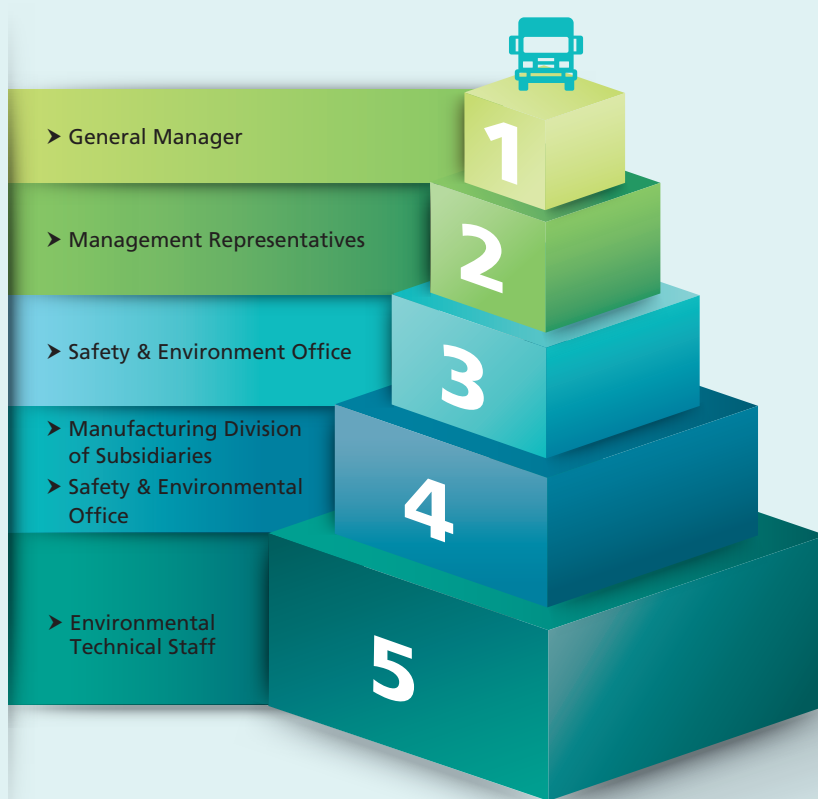 ➤ General Manager
1
➤ Management Representatives
2
➤ Safety & Environment Office
3
➤ Manufacturing Division
of Subsidiaries
➤ Safety & Environmental
Office
4
➤ Environmental
Technical Staff
5